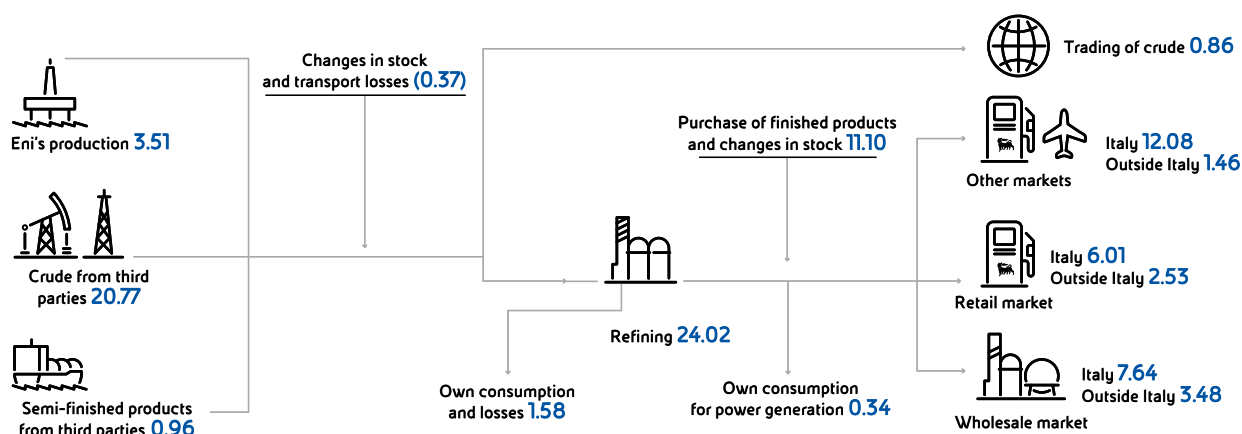 Changes in stock
and transport losses (0.37)
Trading of crude 0.86
Eni's production 3.51
Purchase of finished products
and changes in stock 11.10
Italy 12.08
Outside Italy 1.46
Other markets
Crude from third
parties 20.77
Italy 6.01
Outside Italy 2.53
Retail market
Refining 24.02
Own consumption
and losses 1.58
Own consumption
for power generation 0.34
Italy 7.64
Outside Italy 3.48
Wholesale market
Semi-finished products
from third parties 0.96